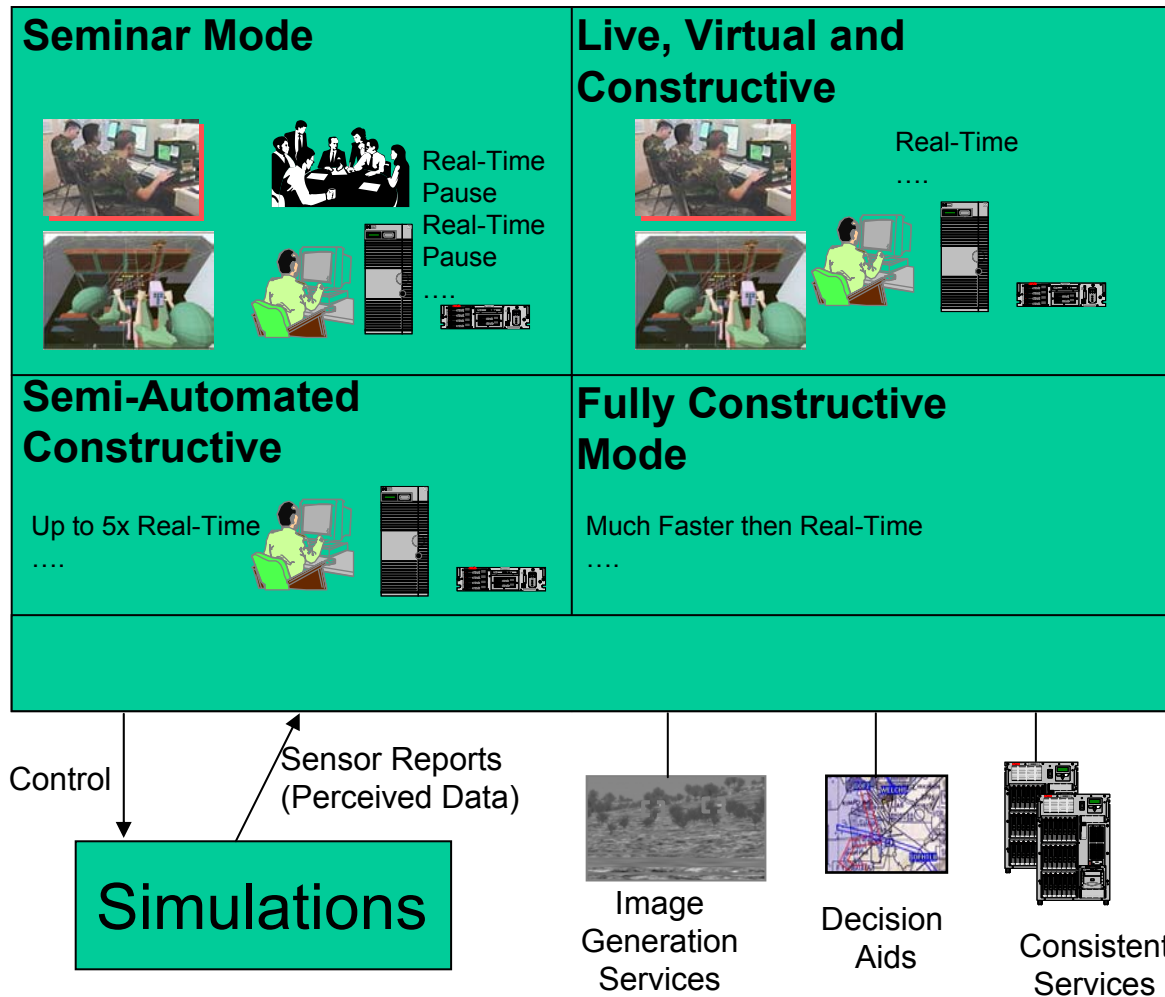 Seminar Mode
Real-Time
Pause
Real-Time
Pause
....
Live, Virtual and
Constructive
Real-Time
....
Semi-Automated
Constructive
Up to 5x Real-Time
....
Fully Constructive
Mode
Much Faster then Real-Time
....
Control
Sensor Reports
(Perceived Data)
Simulations
Image
Generation
Services
Decision
Aids
Consistent
Services